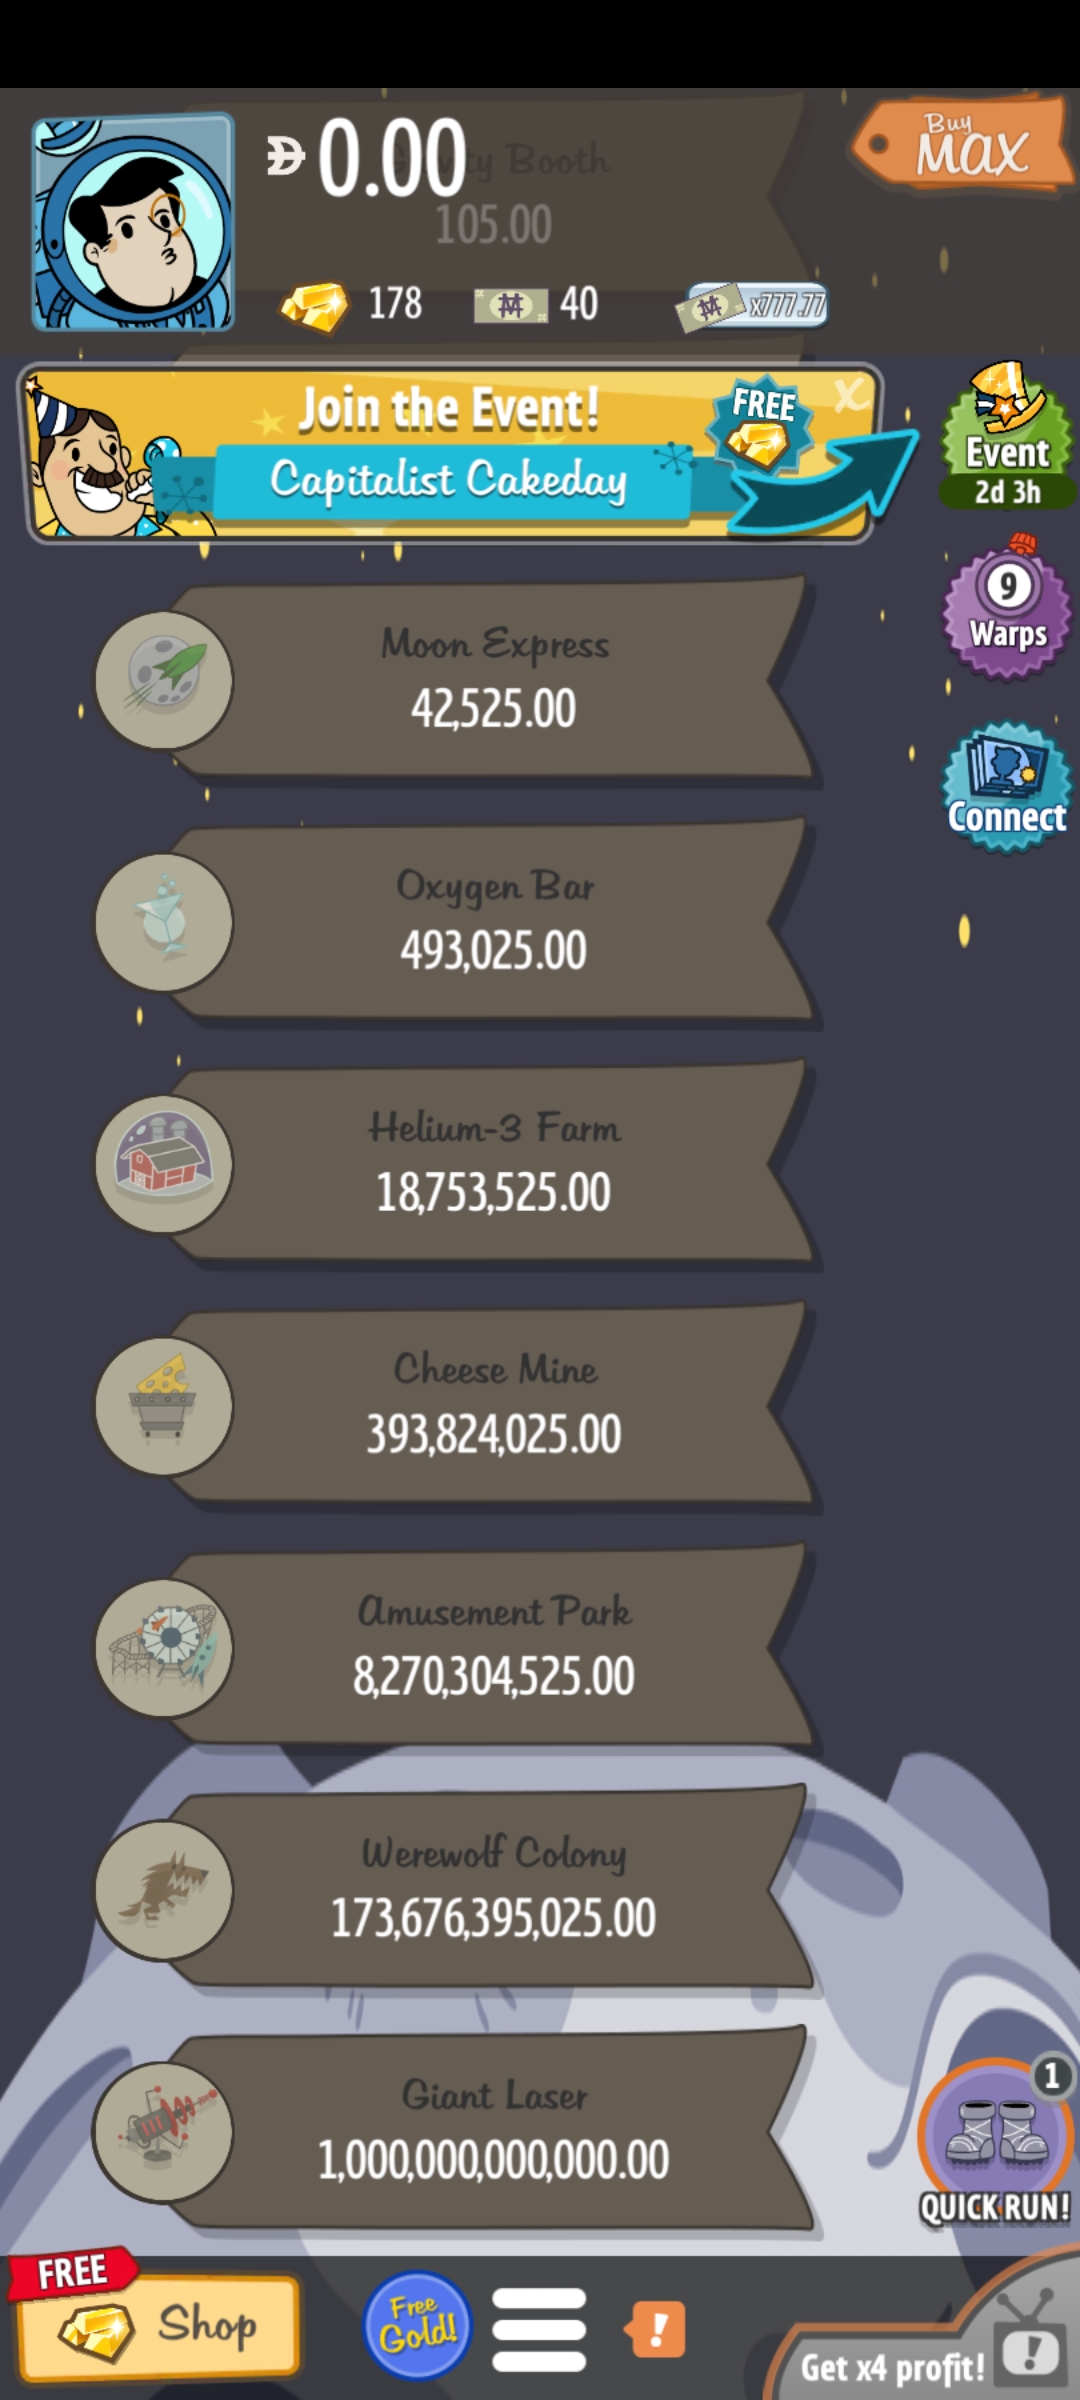 0.00
Buy
MAX
Booth
105.00
178
40
x777.77
Join the Event!
FREE
X
Capitalist Cakeday
Event
2d 3h
Moon Express
42,525.00
9
Warps
Connect
Oxygen Bar
493,025.00
Helium-3 Farm
18,753,525.00
Cheese Mine
393,824,025.00
Amusement Park
8,270,304,525.00
Werewolf Colony
173,676,395,025.00
Giant Laser
1,000,000,000,000.00
1
QUICK RUN!
FREE
Shop
Free
Gold!
!
!
Get x4 profit!